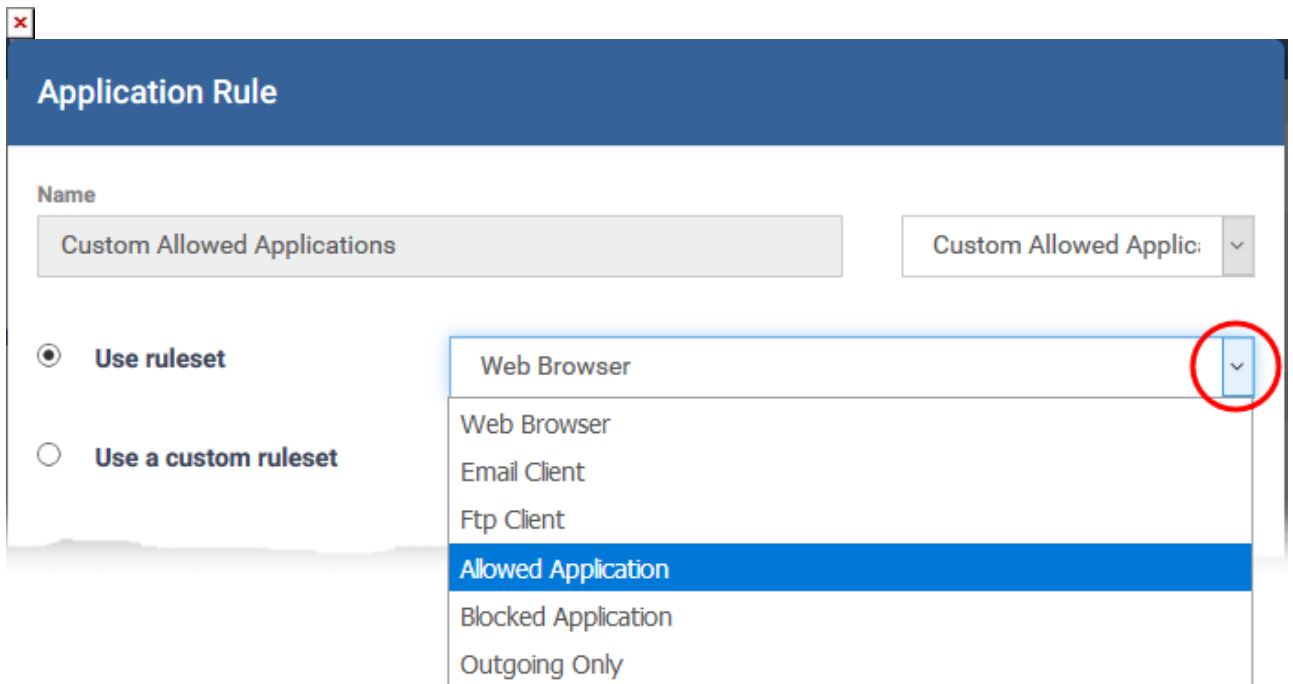 Application Rule
Name
Custom Allowed Applications
Custom Allowed Applic
Use ruleset
Web Browser
Web Browser
Use a custom ruleset
Email Client
Ftp Client
Allowed Application
Blocked Application
Outgoing Only